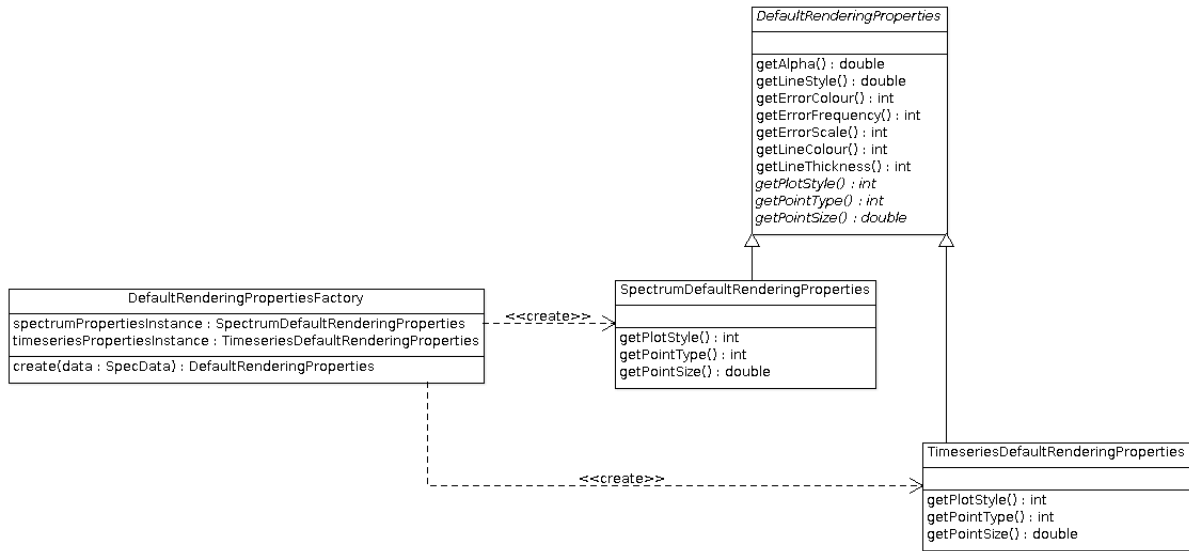 DefaultRenderingProperties
getAlpha() : double
getLineStyle() : double
getErrorColour() : int
getErrorFrequency() : int
getErrorScale() : int
getLineColour() : int
getLineThickness() : int
getPlotStyle() : int
getPointType() : int
getPointSize() : double
DefaultRenderingPropertiesFactory
spectrumPropertiesInstance : SpectrumDefaultRenderingProperties
timeseriesPropertiesInstance : TimeseriesDefaultRenderingProperties
create(data : SpecData) : DefaultRenderingProperties
<<create>>
SpectrumDefaultRenderingProperties
getPlotStyle() : int
getPointType() : int
getPointSize() : double
<<create>>
TimeseriesDefaultRenderingProperties
getPlotStyle() : int
getPointType() : int
getPointSize() : double